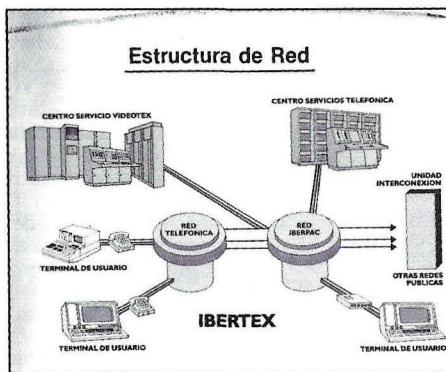 Estructura de Red
CENTRO SERVICIO VIDEOTEX
CENTRO SERVICIOS TELEFONICA
UNIDAD
INTERCONEXION
RED
TELEFONICA
RED
IBERPAC
TERMINAL DE USUARIO
OTRAS REDES
PUBLICAS
IBERTEX
TERMINAL DE USUARIO
TERMINAL DE USUARIO